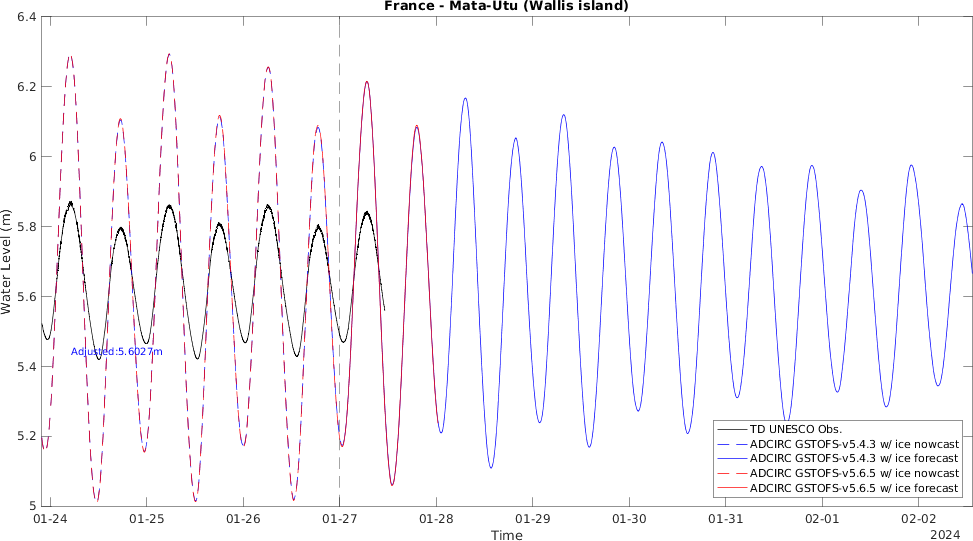 France - Mata-Utu (Wallis island)
6.4
6.2
6
5.8
5.6
5.4
5.2
5
Water Level (m)
Adjusted:5.6027m
TD UNESCO Obs.
ADCIRC GSTOFS-v5.4.3 w/ ice nowcast
ADCIRC GSTOFS-v5.4.3 w/ ice forecast
ADCIRC GSTOFS-v5.6.5 w/ ice nowcast
ADCIRC GSTOFS-v5.6.5 w/ ice forecast
01-24 01-25 01-26 01-27 01-28 01-29 01-30 01-31 02-01 02-02
Time
2024